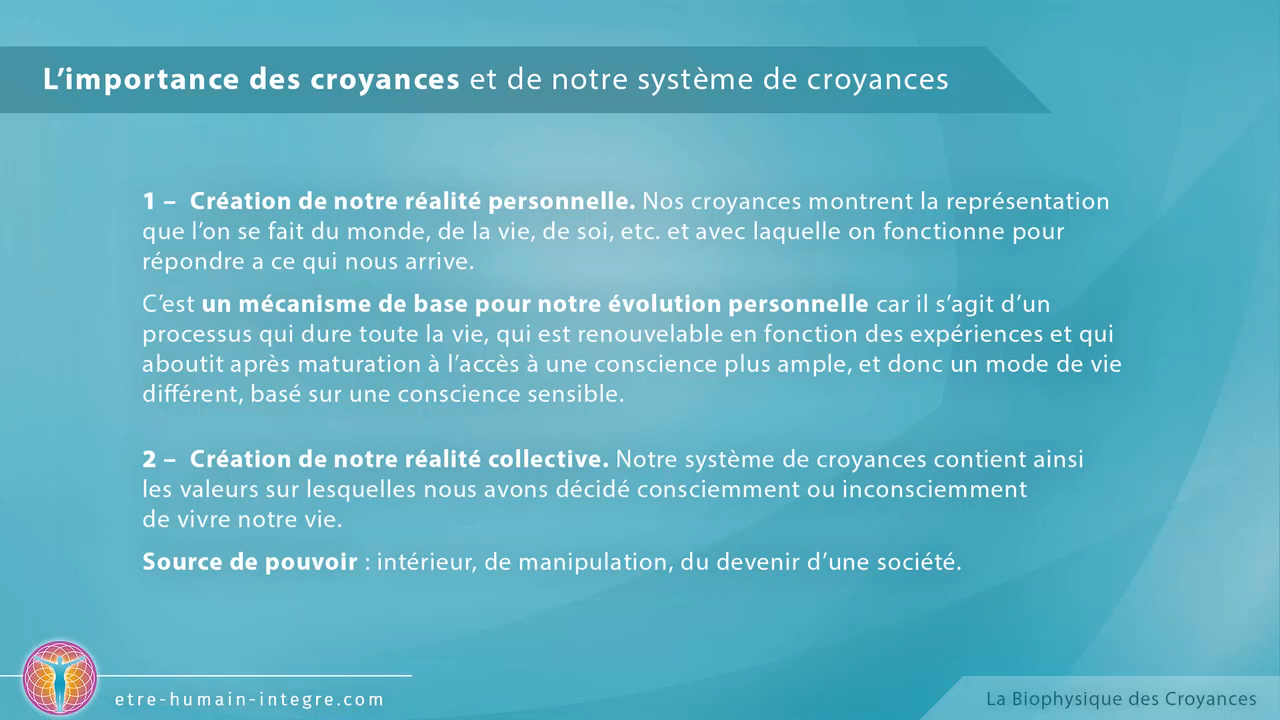 L’importance des croyances et de notre système de croyances
1 – Création de notre réalité personnelle. Nos croyances montrent la représentation
que l’on se fait du monde, de la vie, de soi, etc. et avec laquelle on fonctionne pour
répondre a ce qui nous arrive.
C’est un mécanisme de base pour notre évolution personnelle car il s’agit d’un
processus qui dure toute la vie, qui est renouvelable en fonction des expériences et qui
aboutit après maturation à l’accès à une conscience plus ample, et donc un mode de vie
différent, basé sur une conscience sensible.
2 – Création de notre réalité collective. Notre système de croyances contient ainsi
les valeurs sur lesquelles nous avons décidé consciemment ou inconsciemment
de vivre notre vie.
Source de pouvoir : intérieur, de manipulation, du devenir d’une société.
etre-humain-integre.com
La Biophysique des Croyances